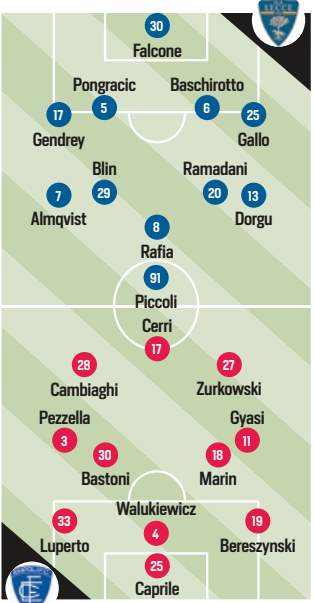 LECCE
30
Falcone
Pongracic Baschirotto
17 5 6 25
Gendrey Gallo
Blin Ramadani
7 29 20 13
Almqvist Dorgu
8
Rafia
91
Piccoli
Cerri
17
28 27
Cambiaghi Zurkowski
Pezzella Gyasi
3 11
30 18
Bastoni Marin
Walukiewicz
33 4 19
Luperto Bereszynski
25
Caprile